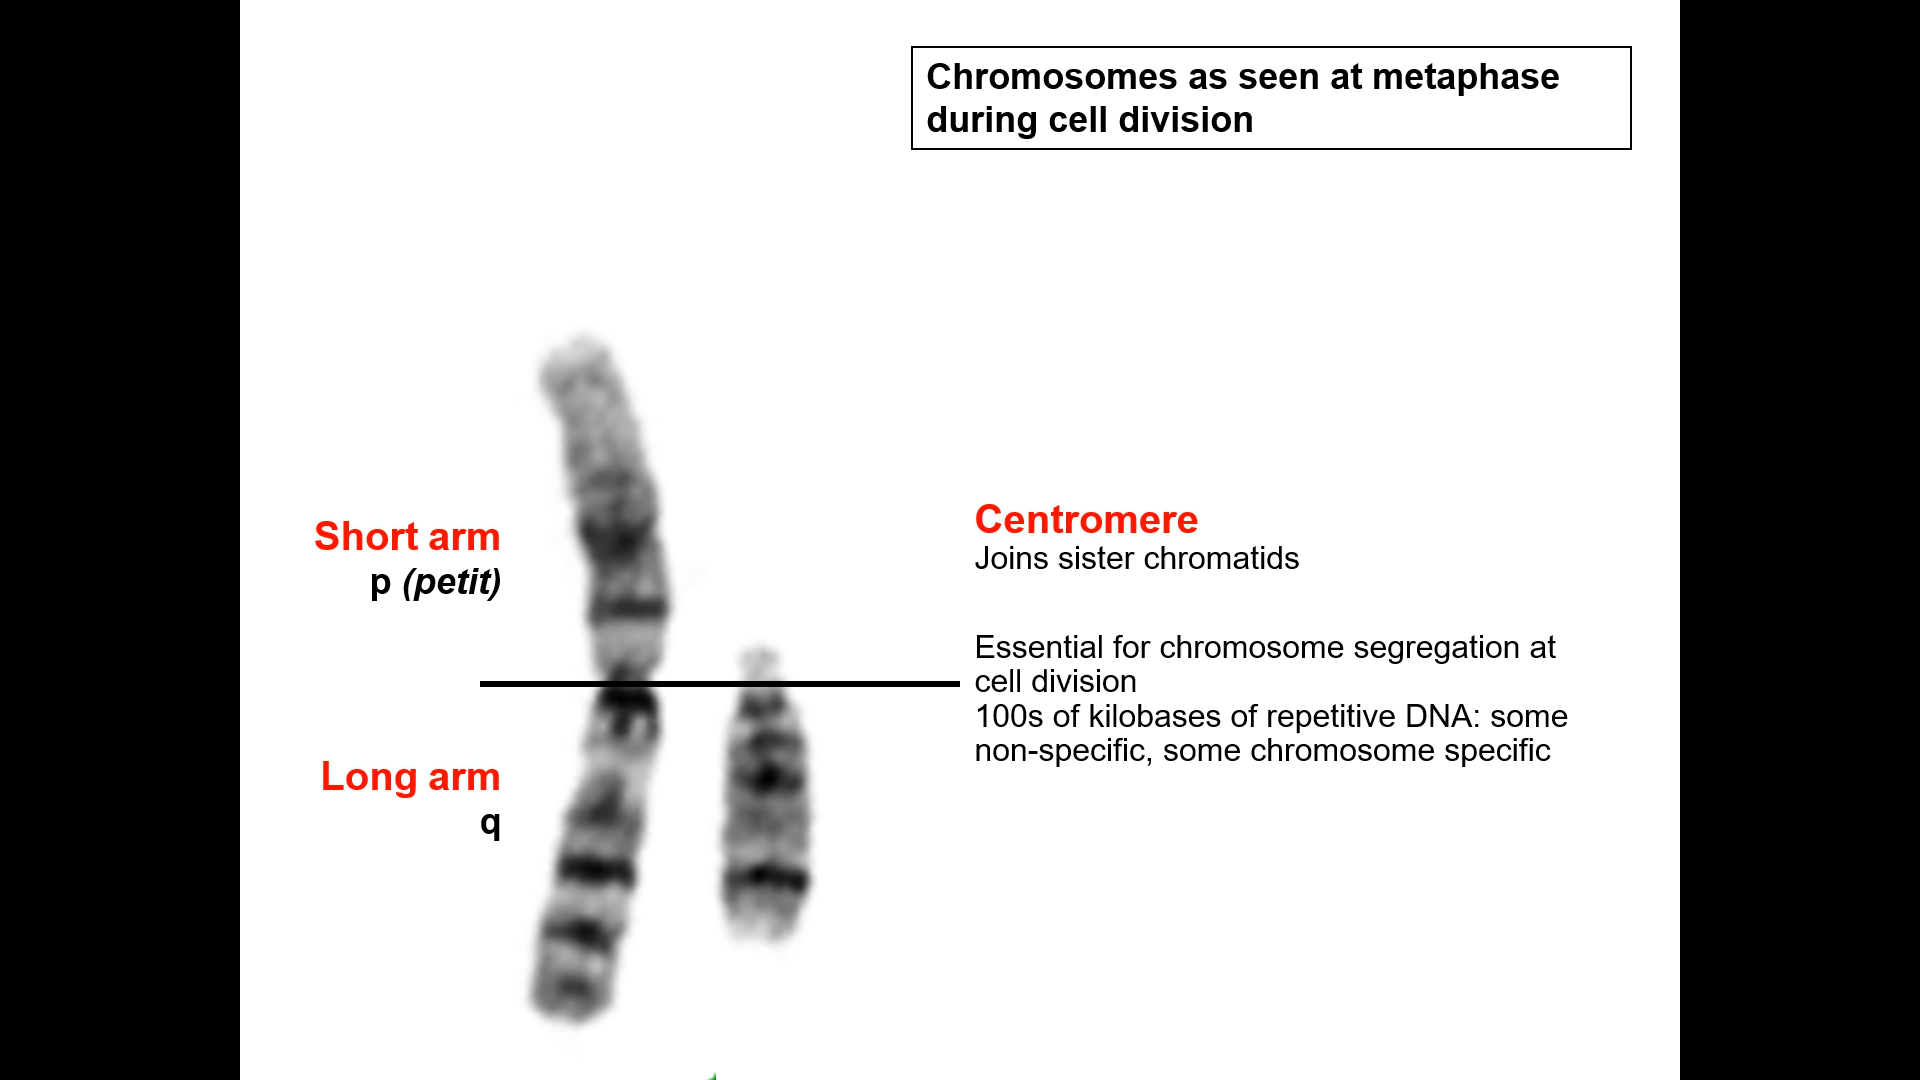 Chromosomes as seen at metaphase
during cell division
Short arm
p (petit)
Long arm
q
Centromere
Joins sister chromatids
Essential for chromosome segregation at
cell division
100s of kilobases of repetitive DNA: some
non-specific, some chromosome specific